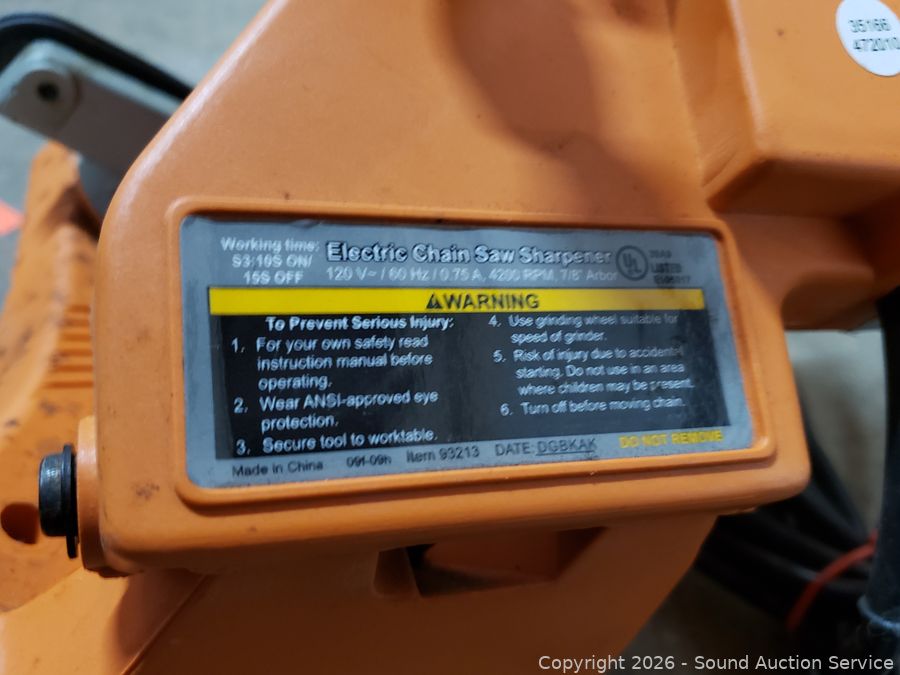 35166
472010
Working time:
S3:10S ON/
15S OFF
Electric Chain Saw Sharpener
120 V~ / 60 Hz / 0.75 A, 4200 RPM, 7/8" Arbor
UL
LISTED
WARNING
To Prevent Serious Injury:
1. For your own safety read
instruction manual before
operating.
2. Wear ANSI-approved eye
protection.
3. Secure tool to worktable.
4. Use grinding wheel suitable for
speed of grinder.
5. Risk of injury due to accidental
starting. Do not use in an area
where children may be present.
6. Turn off before moving chain.
Made in China 09f-09h Item 93213 DATE: DGBKAK DO NOT REMOVE
Copyright 2026 - Sound Auction Service